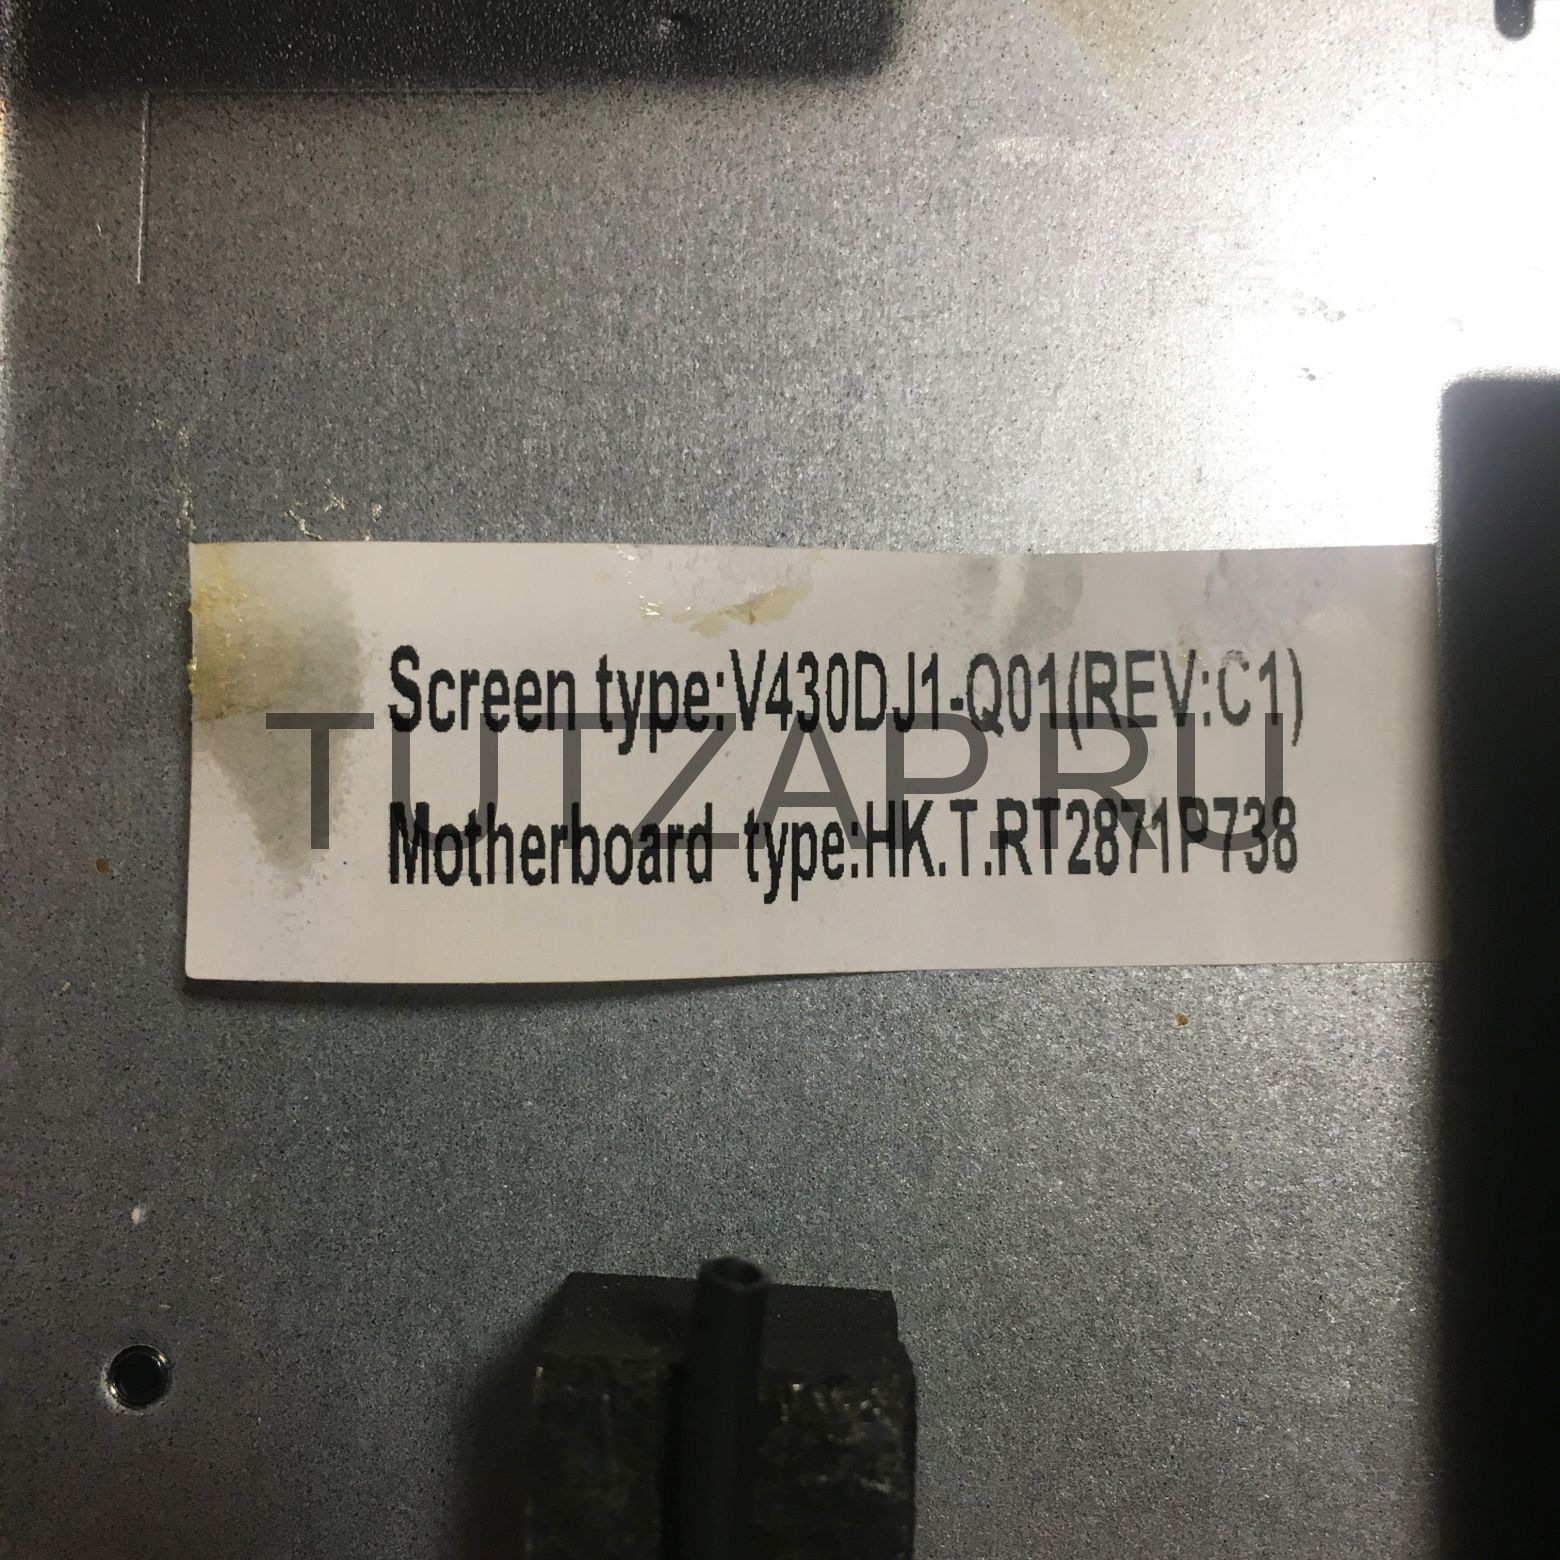 Screen type:V430DJ1-Q01(REV:C1)
TUTZAP.RU
Motherboard type:HK.T.RT2871P738